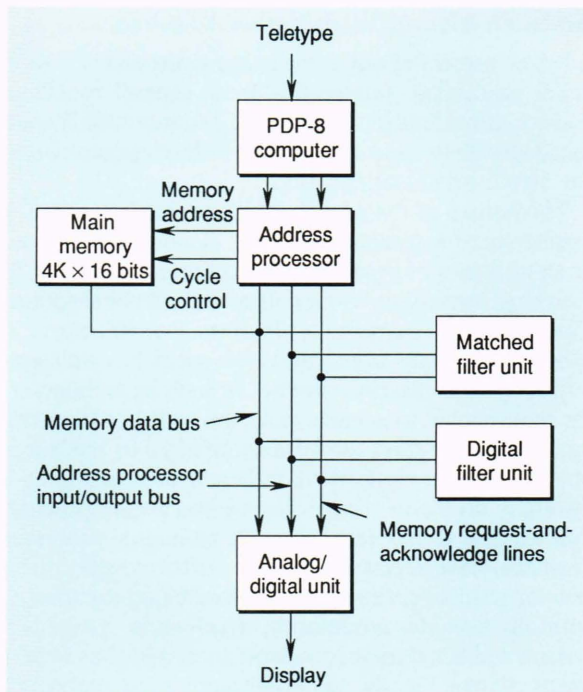 Teletype
PDP-8
computer
Memory
address
Main
memory
4K × 16 bits
Address
processor
Cycle
control
Matched
filter unit
Memory data bus
Digital
filter unit
Address processor
input/output bus
Memory request-and-
acknowledge lines
Analog/
digital unit
Display